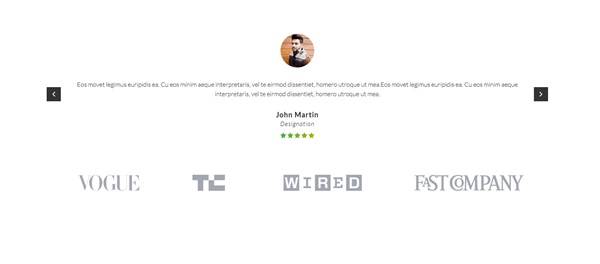 Eos movet legimus euripidis ea. Cu eos minim aeque interpretaris, vel te eirmod dissentiet, homero utroque ut mea.Eos movet legimus euripidis ea. Cu eos minim aeque
interpretaris, vel te eirmod dissentiet, homero utroque ut mea.
John Martin
Designation
VOGUE TC WIRED FAST COMPANY